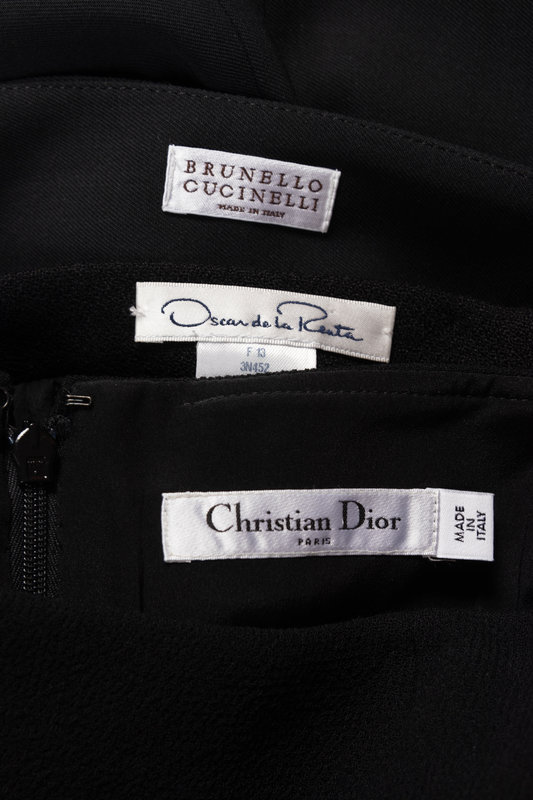 BRUNELLO
CUCINELLI
MADE IN ITALY
Oscar de la Renta
F 13
3N452
Christian Dior
PARIS
MADE
IN
ITALY